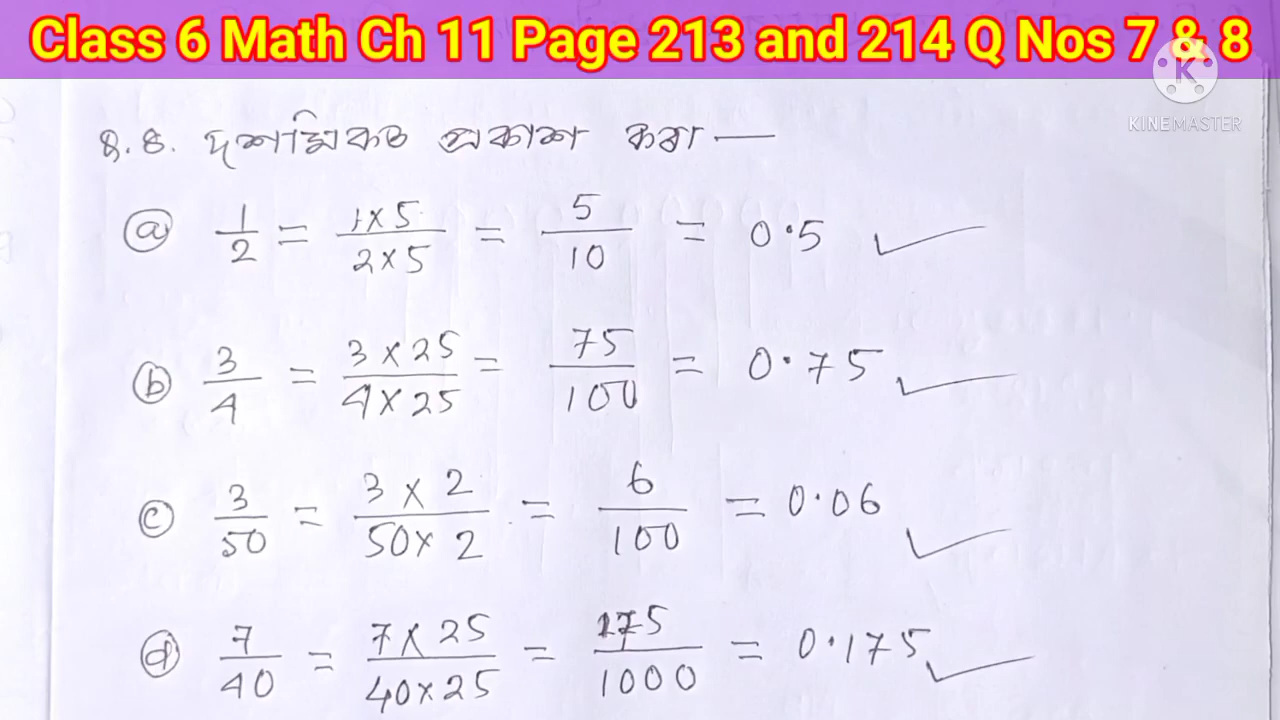 Class 6 Math Ch 11 Page 213 and 214 Q Nos 7 & 8
K
KINEMASTER
প্ৰ. ৪. দশমিকত প্ৰকাশ কৰা —
(a) 1/2 = 1×5/2×5 = 5/10 = 0.5 ✓
(b) 3/4 = 3×25/4×25 = 75/100 = 0.75 ✓
(c) 3/50 = 3×2/50×2 = 6/100 = 0.06 ✓
(d) 7/40 = 7×25/40×25 = 175/1000 = 0.175 ✓